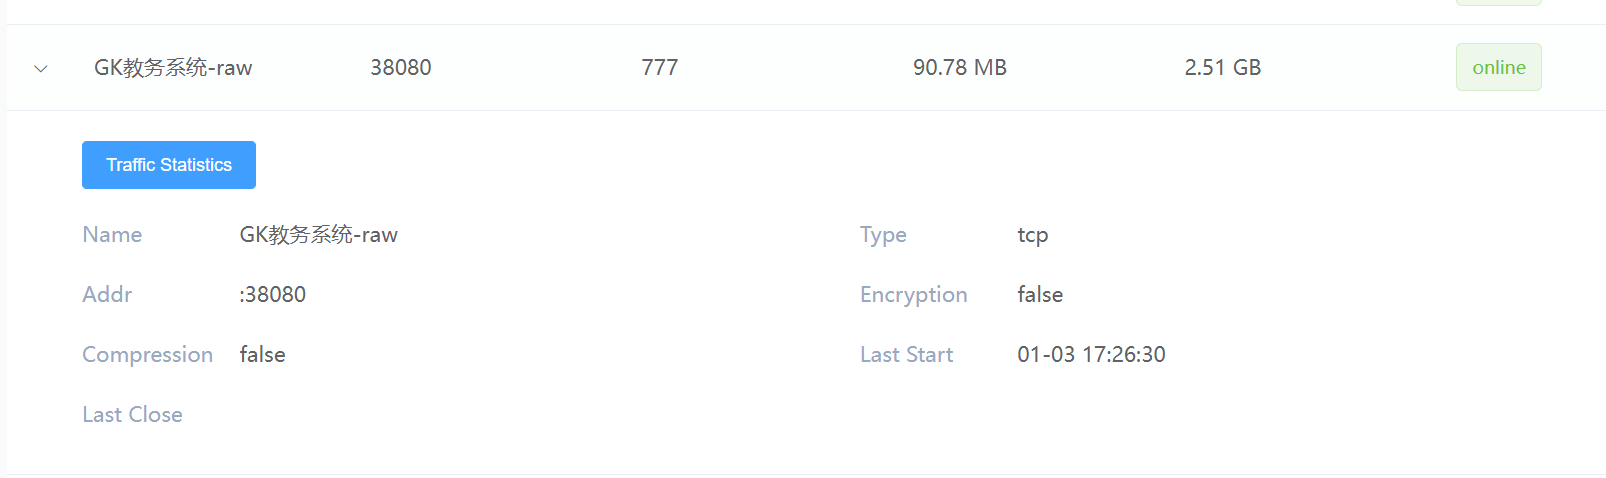 GK教务系统-raw 38080 777 90.78 MB 2.51 GB online
Traffic Statistics
Name GK教务系统-raw Type tcp
Addr :38080 Encryption false
Compression false Last Start 01-03 17:26:30
Last Close